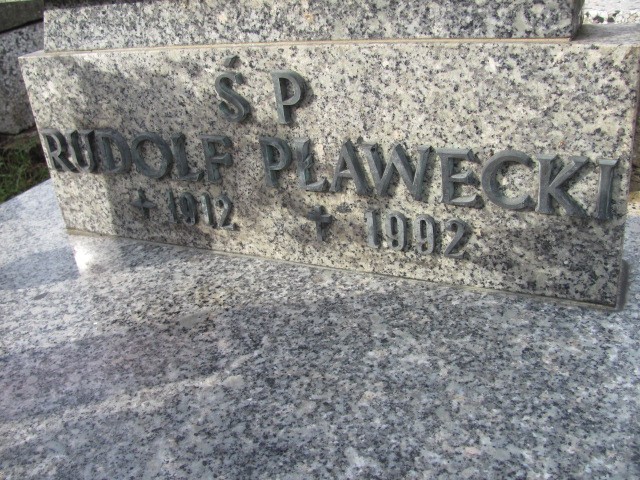 Ś P
RUDOLF PŁAWECKI
* 1912 + 1992